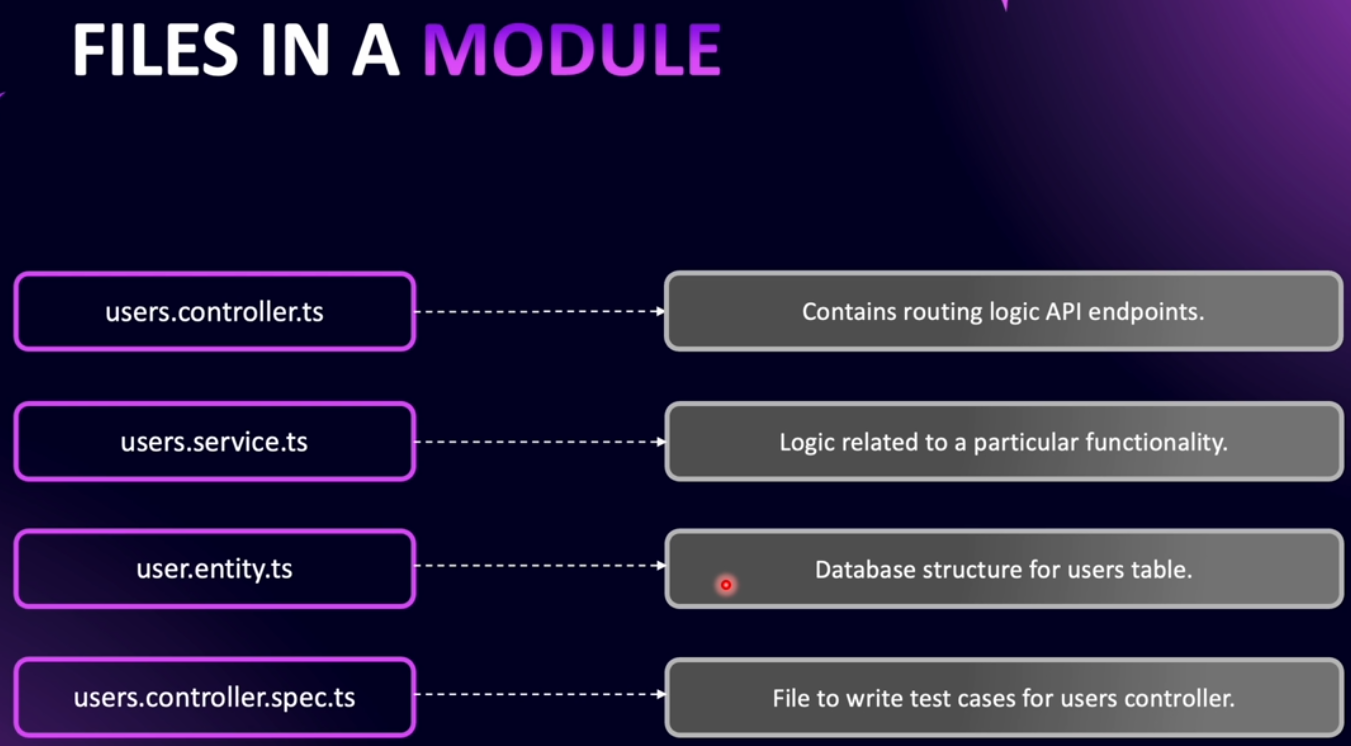 FILES IN A MODULE
users.controller.ts
Contains routing logic API endpoints.
users.service.ts
Logic related to a particular functionality.
user.entity.ts
Database structure for users table.
users.controller.spec.ts
File to write test cases for users controller.